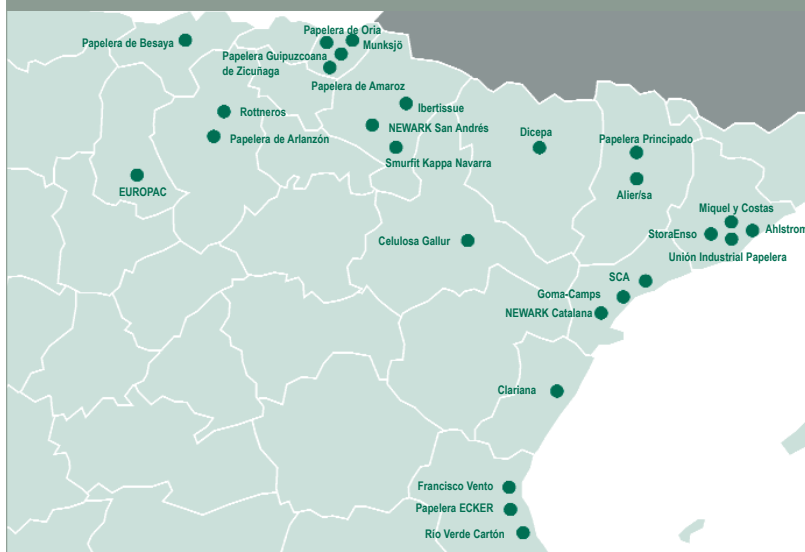 Papelera de Besaya
Papelera de Oria
Munksjö
Papelera Guipuzcoana
de Zicuñaga
Papelera de Amaroz
Ibertissue
Rottneros
NEWARK San Andrés
Papelera de Arlanzón
Smurfit Kappa Navarra
Dicepa
Papelera Principado
EUROPAC
Alier/sa
Miquel y Costas
StoraEnso
Ahlstrom
Unión Industrial Papelera
Celulosa Gallur
SCA
Goma-Camps
NEWARK Catalana
Clariana
Francisco Vento
Papelera ECKER
Río Verde Cartón